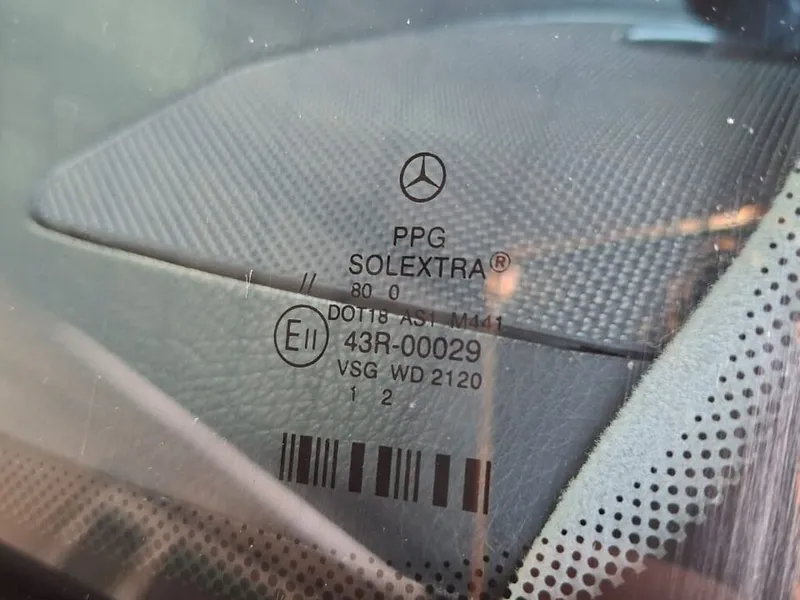 PPG
SOLEXTRA®
// 80 0
DOT18 AS1 M441
E11 43R-00029
VSG WD 2120
1 2